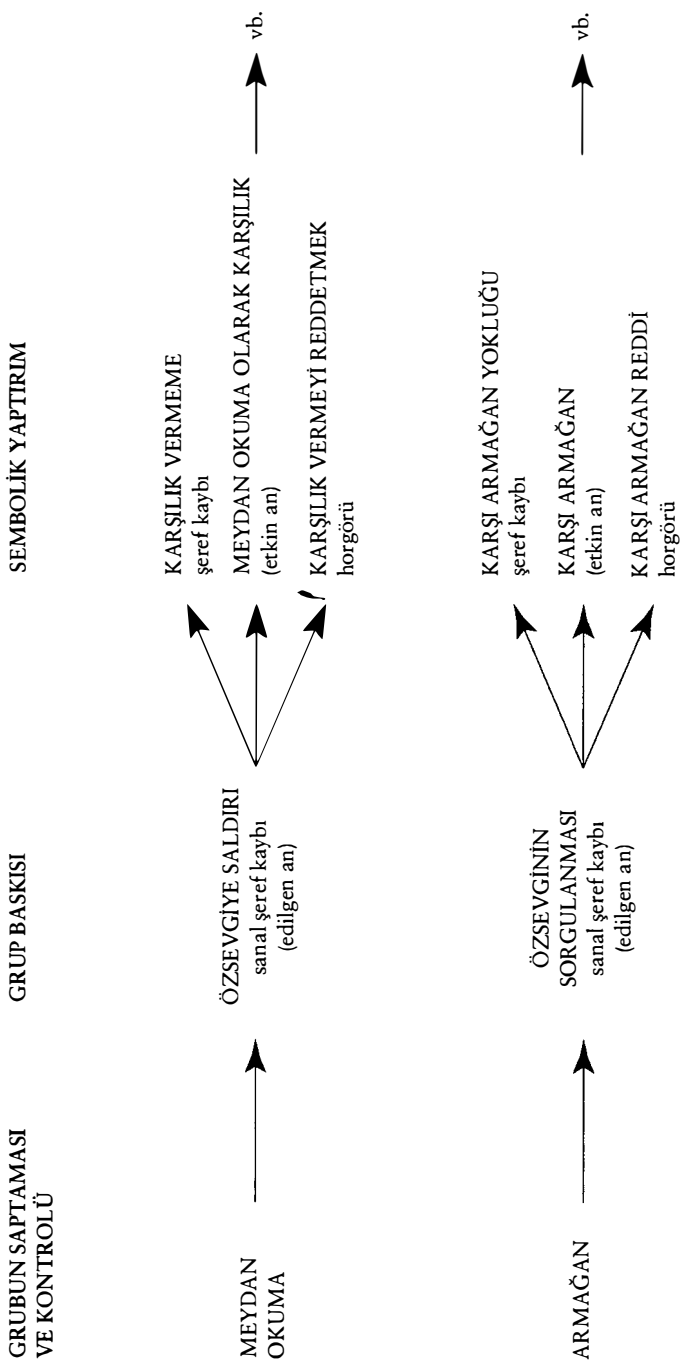 GRUBUN SAPTAMASI
VE KONTROLÜ
GRUP BASKISI
SEMBOLİK YAPTIRIM
MEYDAN
OKUMA
ÖZSEVGİYE SALDIRI
sanal şeref kaybı
(edilgen an)
KARŞILIK VERMEME
şeref kaybı
MEYDAN OKUMA OLARAK KARŞILIK
(etkin an)
KARŞILIK VERMEYİ REDDETMEK
horgörü
vb.
ARMAĞAN
ÖZSEVGİNİN
SORGULANMASI
sanal şeref kaybı
(edilgen an)
KARŞI ARMAĞAN YOKLUĞU
şeref kaybı
KARŞI ARMAĞAN
(etkin an)
KARŞI ARMAĞAN REDDİ
horgörü
vb.